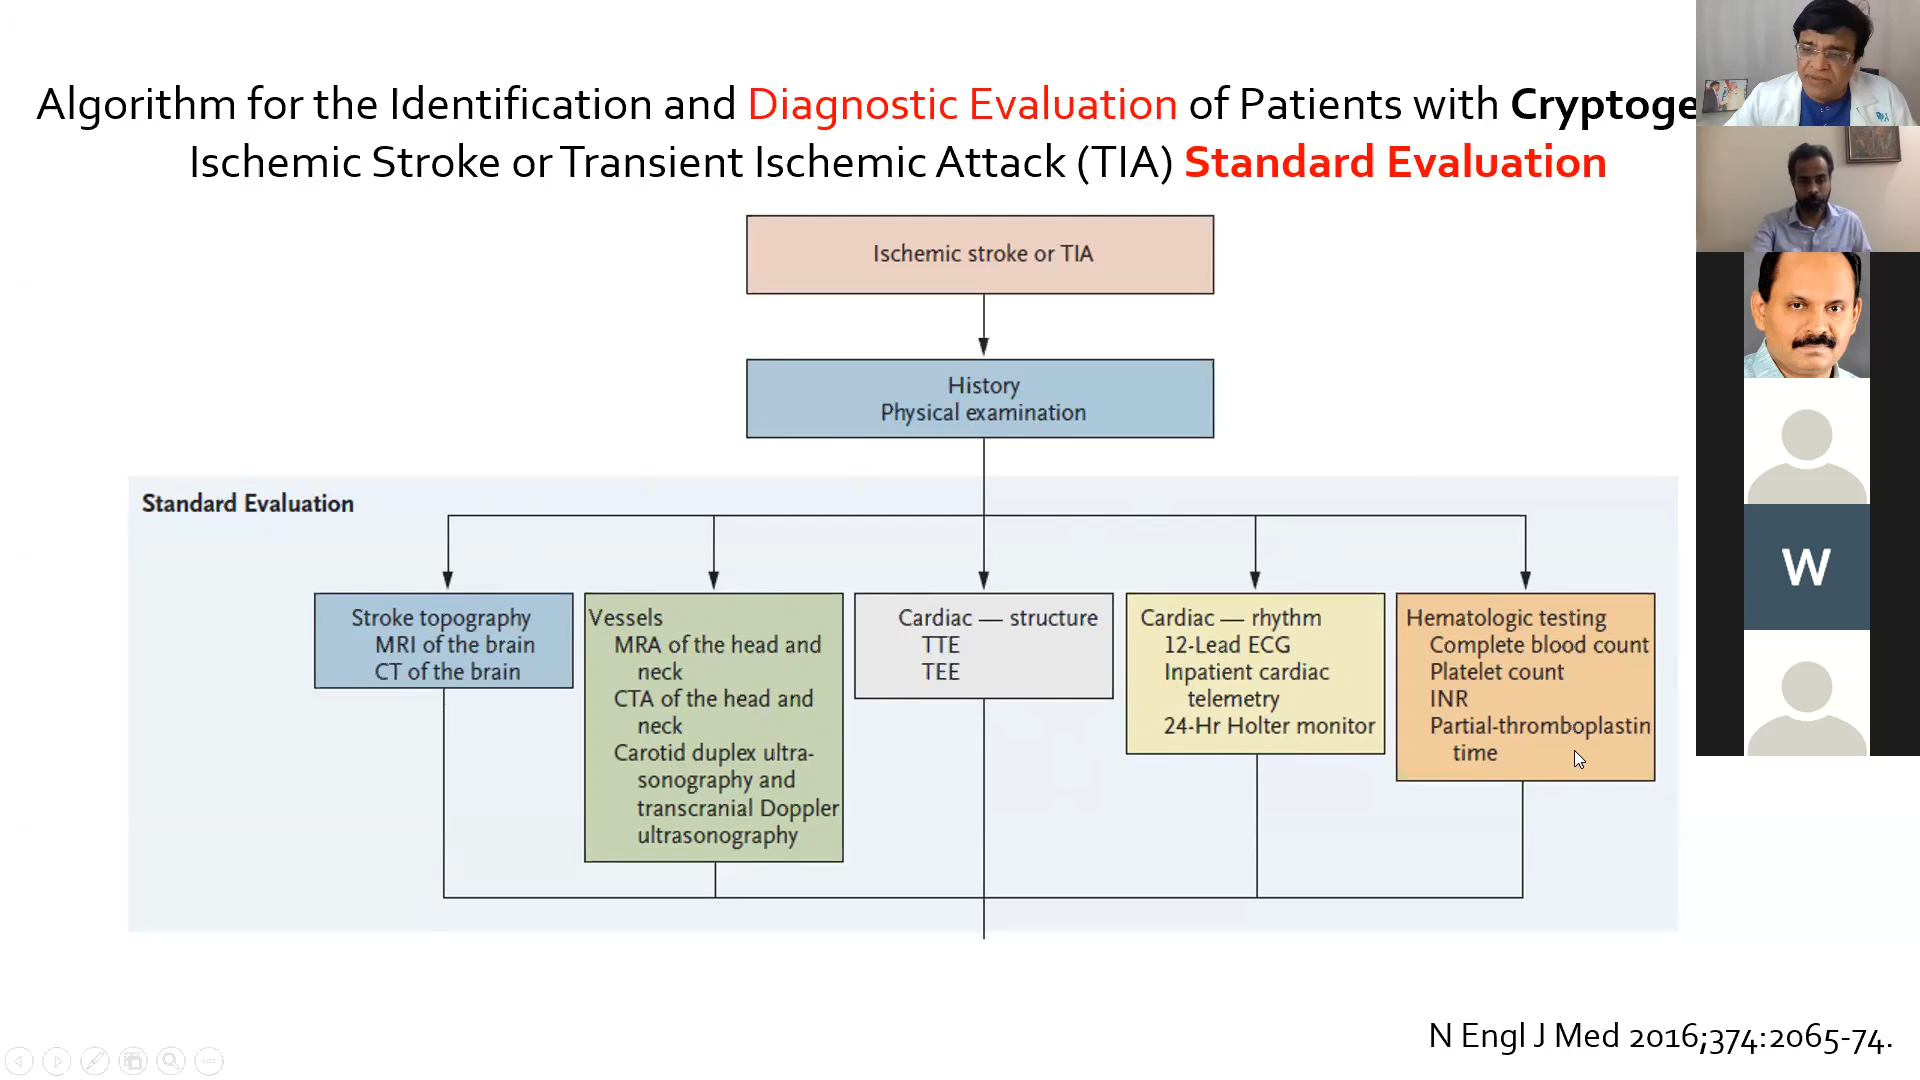 Algorithm for the Identification and Diagnostic Evaluation of Patients with Cryptoge
Ischemic Stroke or Transient Ischemic Attack (TIA) Standard Evaluation
Ischemic stroke or TIA
History
Physical examination
Standard Evaluation
Stroke topography
MRI of the brain
CT of the brain
Vessels
MRA of the head and
neck
CTA of the head and
neck
Carotid duplex ultra-
sonography and
transcranial Doppler
ultrasonography
Cardiac — structure
TTE
TEE
Cardiac — rhythm
12-Lead ECG
Inpatient cardiac
telemetry
24-Hr Holter monitor
Hematologic testing
Complete blood count
Platelet count
INR
Partial-thromboplastin
time
W
N Engl J Med 2016;374:2065-74.